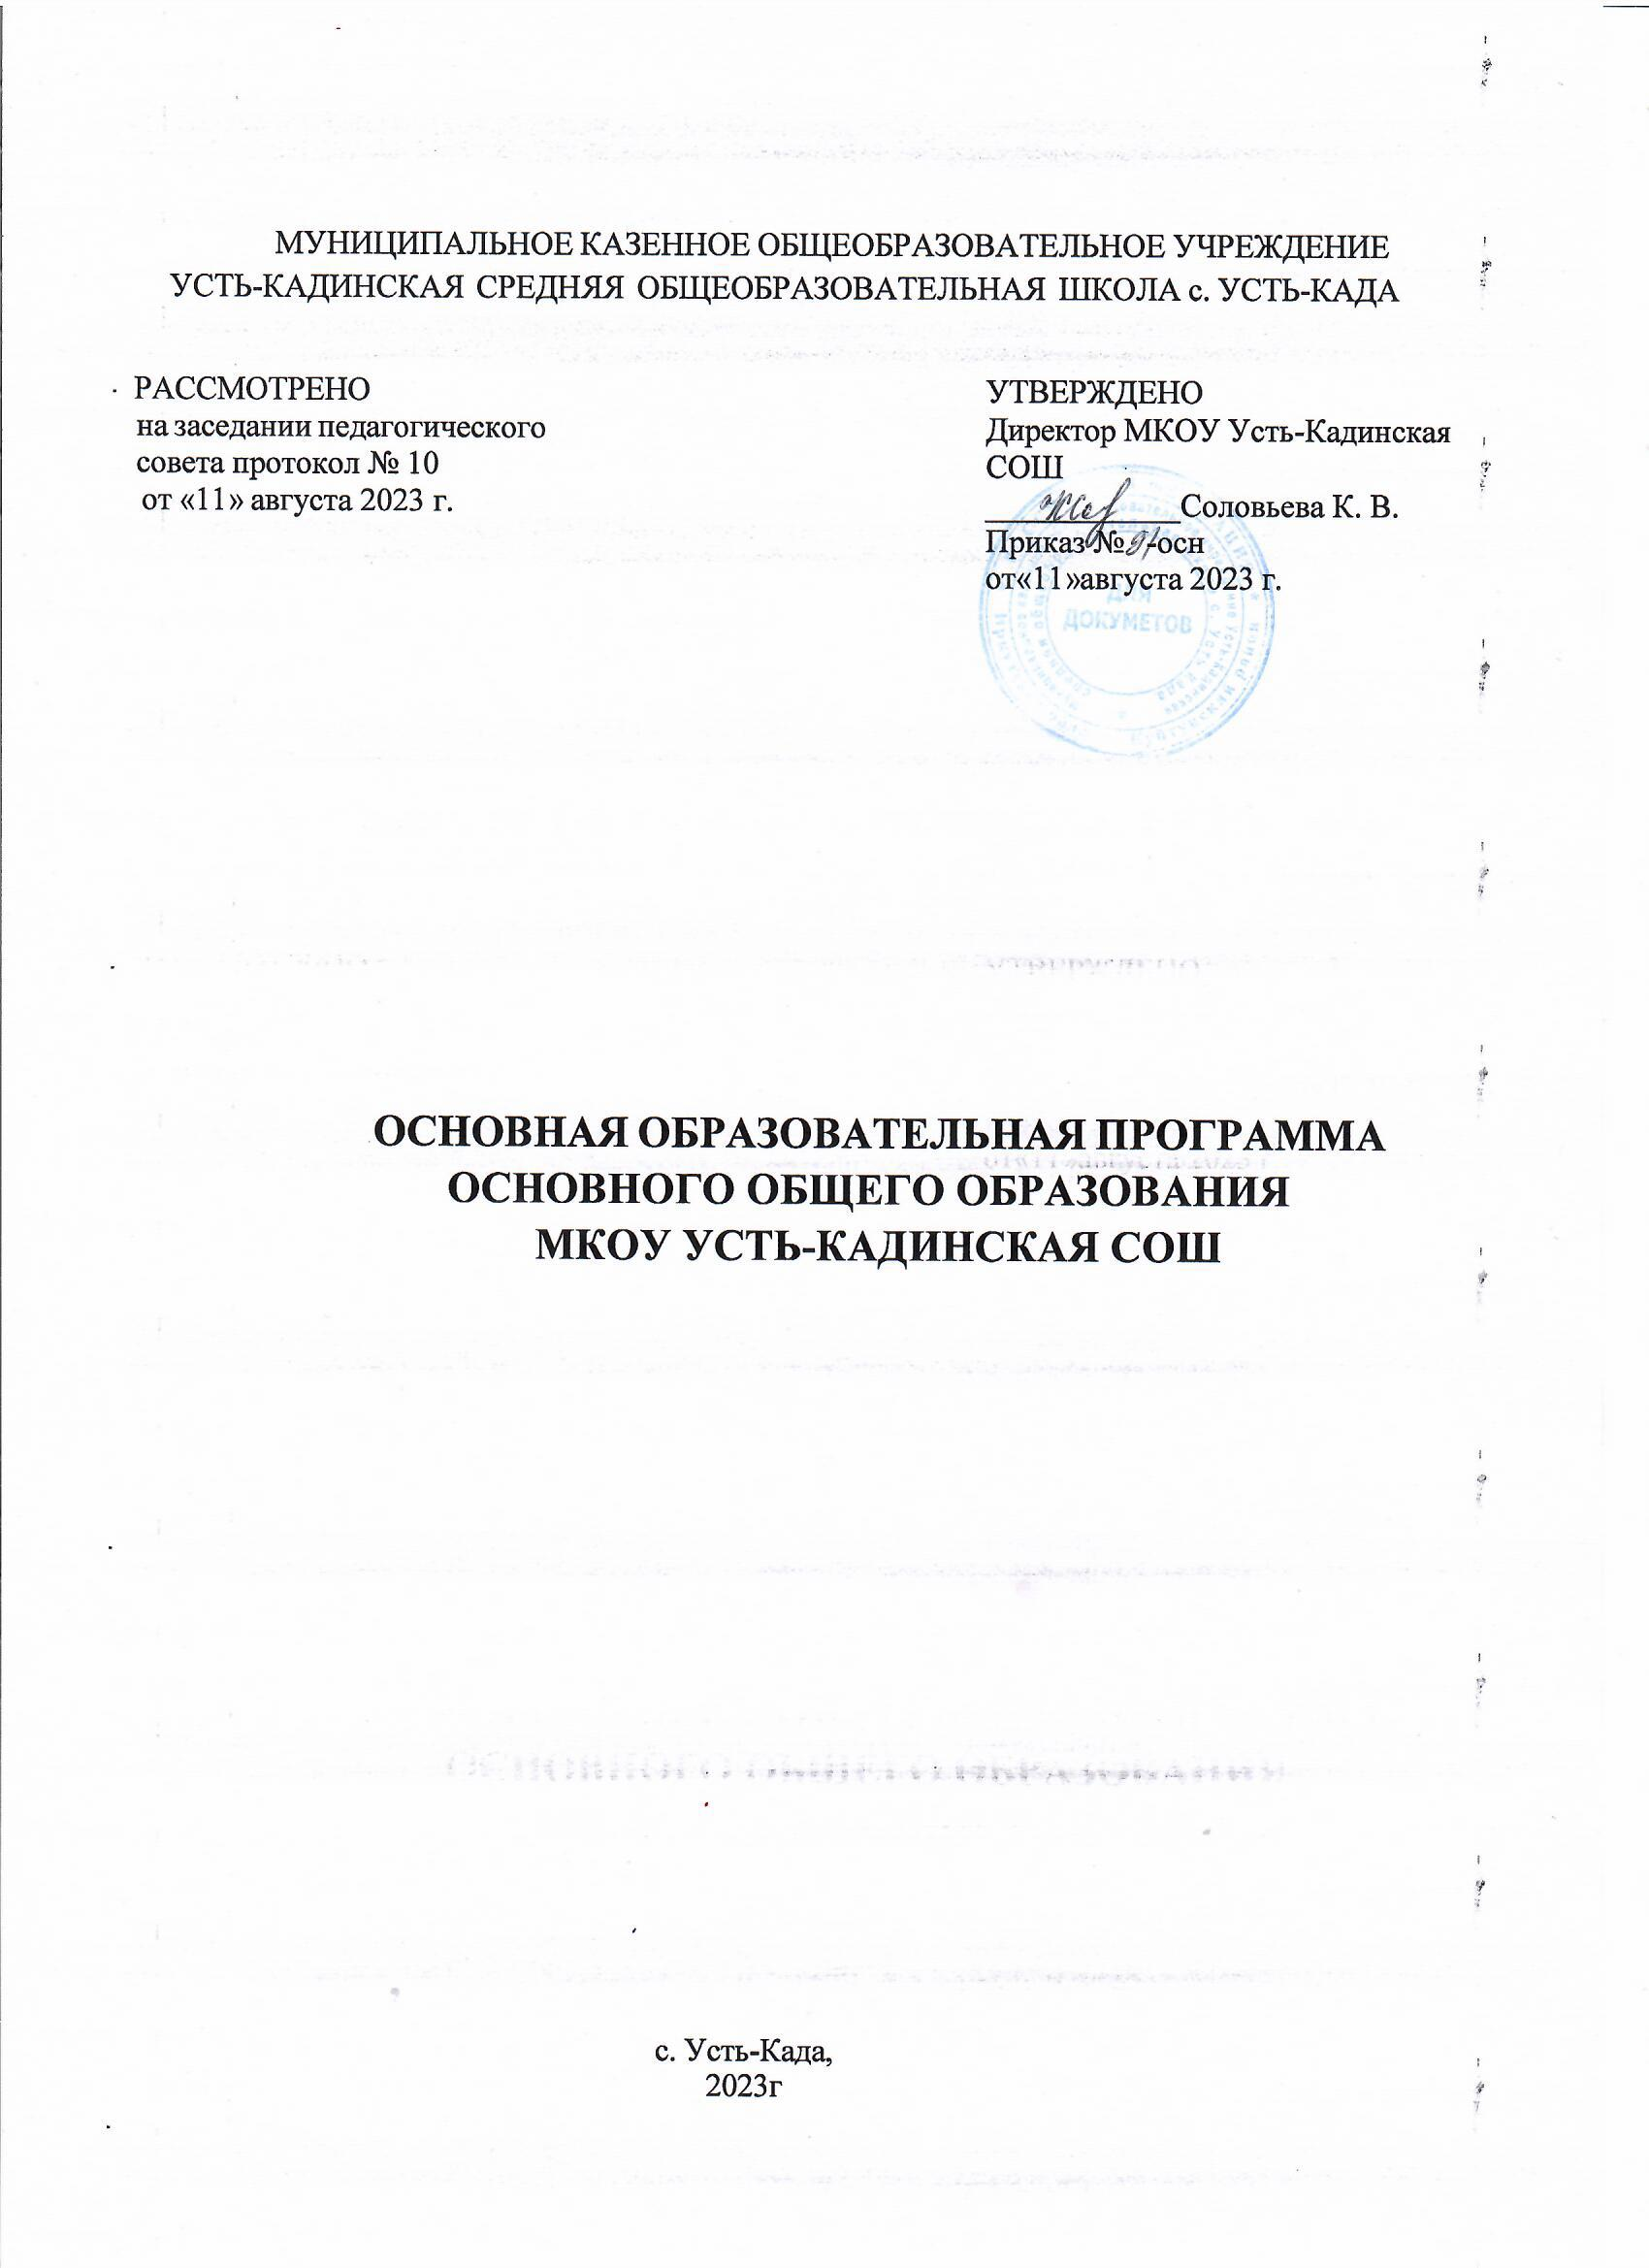 МУНИЦИПАЛЬНОЕ КАЗЕННОЕ ОБЩЕОБРАЗОВАТЕЛЬНОЕ УЧРЕЖДЕНИЕ
УСТЬ-КАДИНСКАЯ СРЕДНЯЯ ОБЩЕОБРАЗОВАТЕЛЬНАЯ ШКОЛА с. УСТЬ-КАДА
РАССМОТРЕНО
на заседании педагогического
совета протокол № 10
от «11» августа 2023 г.
УТВЕРЖДЕНО
Директор МКОУ Усть-Кадинская
СОШ
Соловьева К. В.
Приказ № -осн
от«11»августа 2023 г.
ДЛЯ
ДОКУМЕТОВ
ОСНОВНАЯ ОБРАЗОВАТЕЛЬНАЯ ПРОГРАММА
ОСНОВНОГО ОБЩЕГО ОБРАЗОВАНИЯ
МКОУ УСТЬ-КАДИНСКАЯ СОШ
с. Усть-Када,
2023г